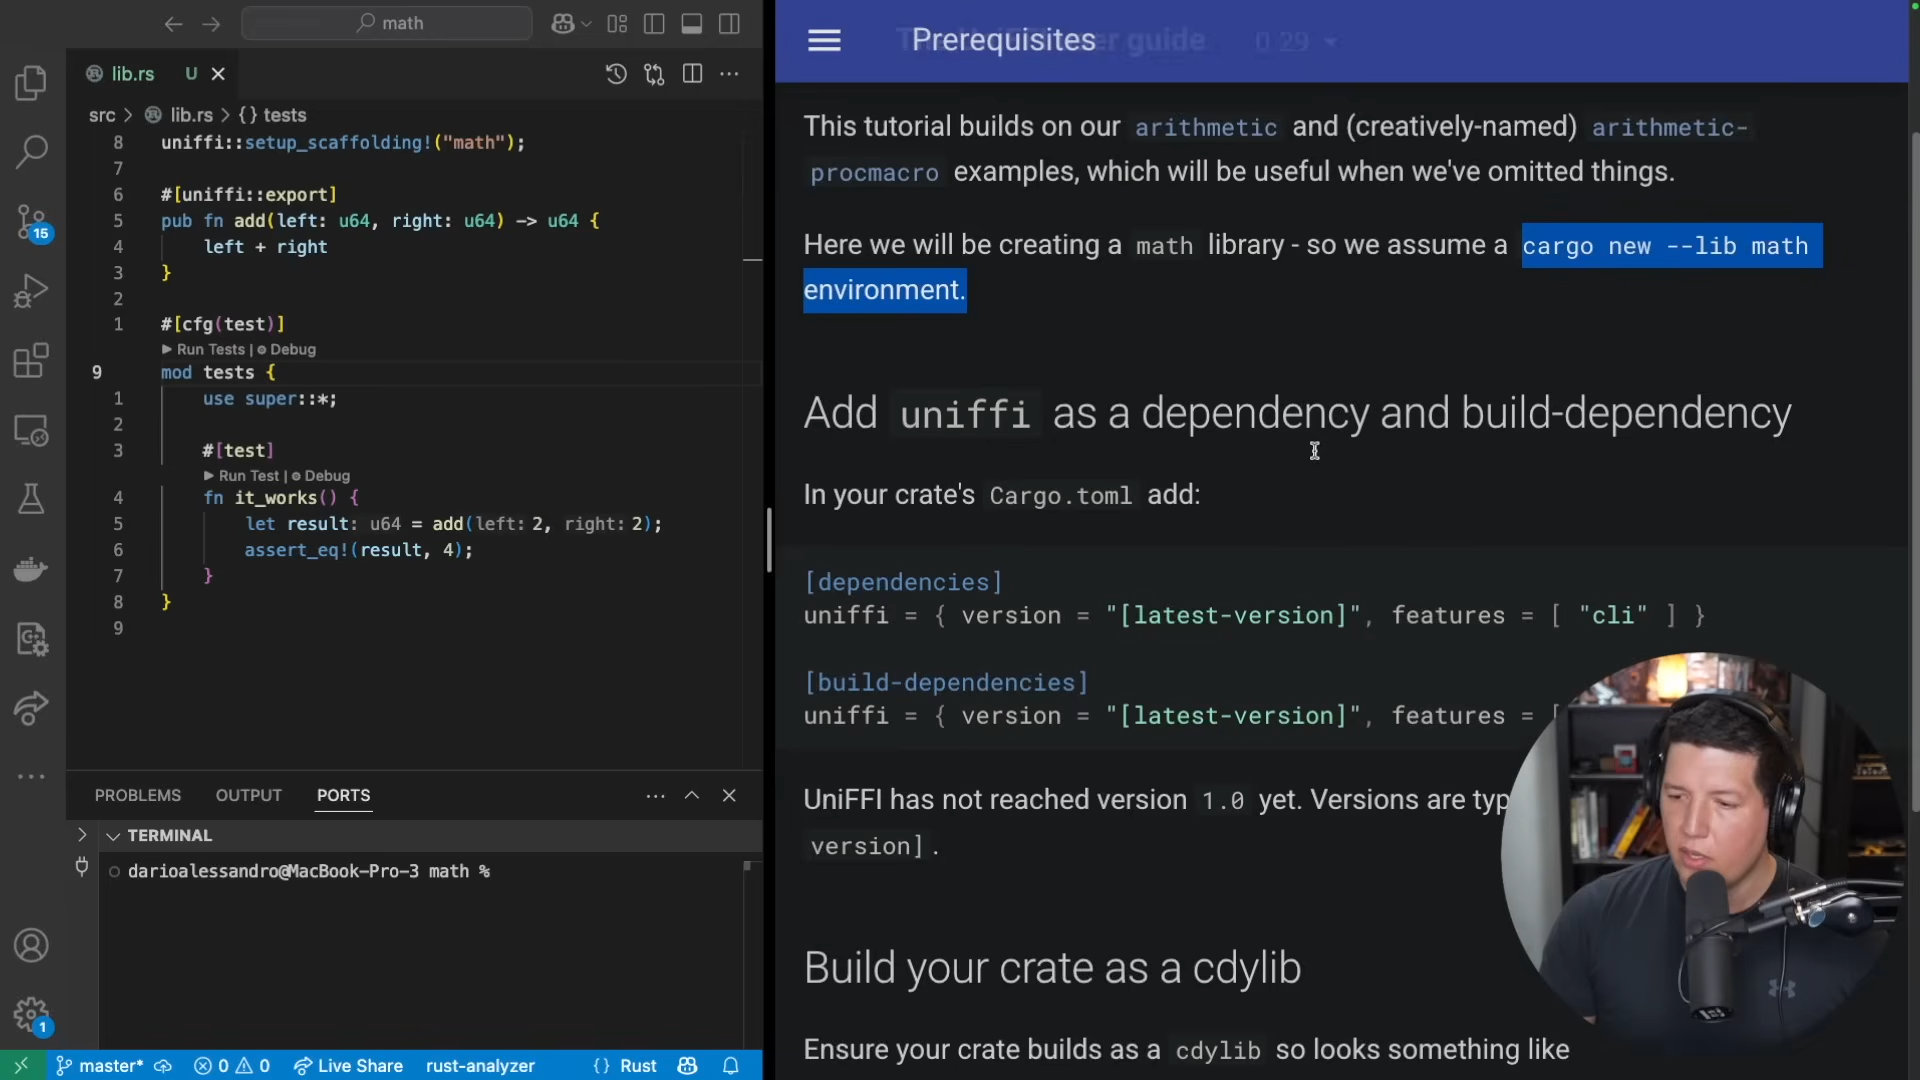 math
lib.rs U
src > lib.rs > {} tests
8 uniffi::setup_scaffolding!("math");
7
6 #[uniffi::export]
5 pub fn add(left: u64, right: u64) -> u64 {
4 left + right
3 }
2
1 #[cfg(test)]
Run Tests | Debug
9 mod tests {
1 use super::*;
2
3 #[test]
Run Test | Debug
4 fn it_works() {
5 let result: u64 = add(left: 2, right: 2);
6 assert_eq!(result, 4);
7 }
8 }
9
15
1
PROBLEMS OUTPUT PORTS
TERMINAL
darioalessandro@MacBook-Pro-3 math %
master* 0 0 Live Share rust-analyzer {} Rust
Prerequisites
0.29
This tutorial builds on our arithmetic and (creatively-named) arithmetic-
procmacro examples, which will be useful when we've omitted things.
Here we will be creating a math library - so we assume a cargo new --lib math
environment.
Add uniffi as a dependency and build-dependency
In your crate's Cargo.toml add:
[dependencies]
uniffi = { version = "[latest-version]", features = [ "cli" ] }
[build-dependencies]
uniffi = { version = "[latest-version]", features = [
UniFFI has not reached version 1.0 yet. Versions are typ
version].
Build your crate as a cdylib
Ensure your crate builds as a cdylib so looks something like